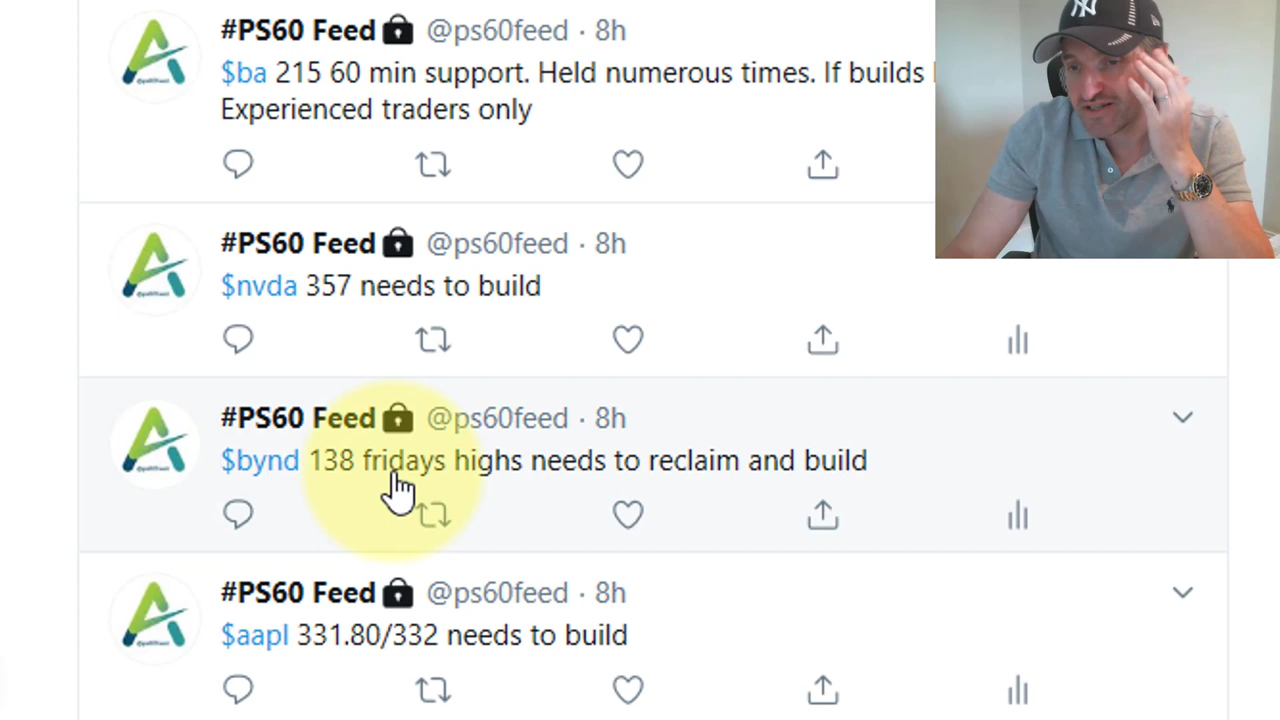 #PS60 Feed @ps60feed · 8h
$ba 215 60 min support. Held numerous times. If builds
Experienced traders only
#PS60 Feed @ps60feed · 8h
$nvda 357 needs to build
#PS60 Feed @ps60feed · 8h
$bynd 138 fridays highs needs to reclaim and build
#PS60 Feed @ps60feed · 8h
$aapl 331.80/332 needs to build